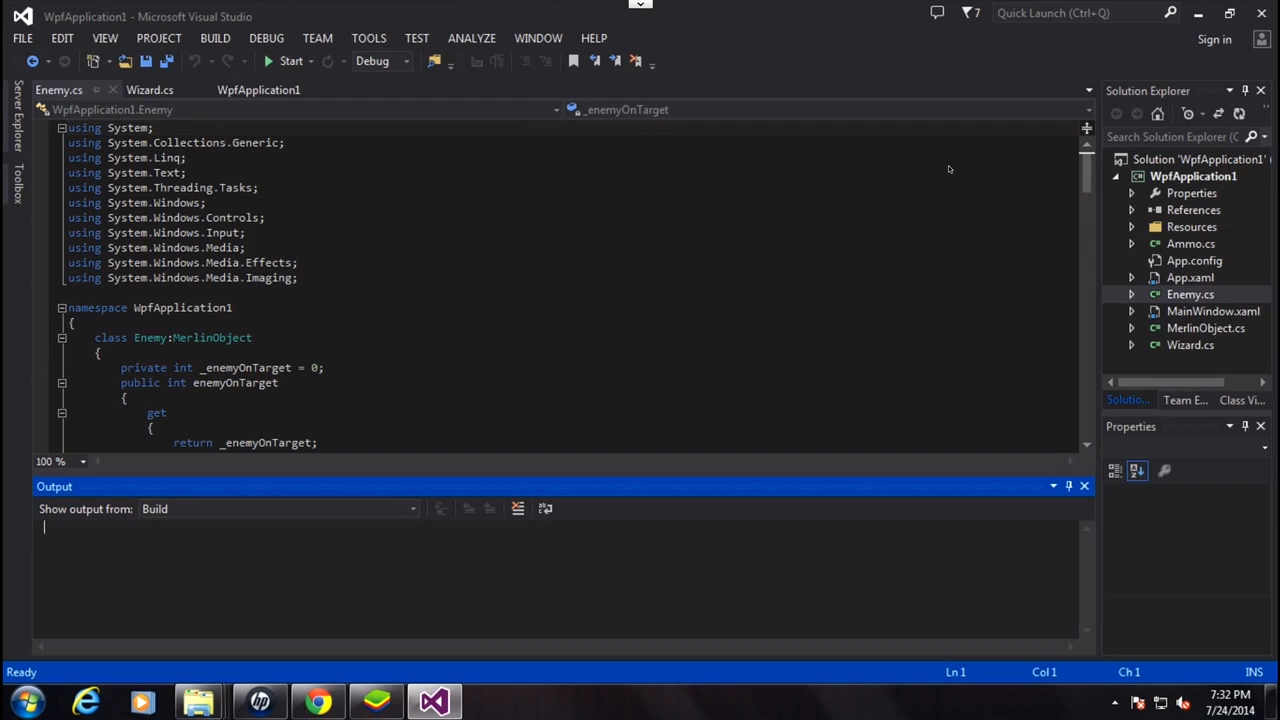 WpfApplication1 - Microsoft Visual Studio
7
Quick Launch (Ctrl+Q)
FILE EDIT VIEW PROJECT BUILD DEBUG TEAM TOOLS TEST ANALYZE WINDOW HELP
Sign in
Start Debug
Server Explorer
Toolbox
Enemy.cs Wizard.cs WpfApplication1
WpfApplication1.Enemy _enemyOnTarget
using System;
using System.Collections.Generic;
using System.Linq;
using System.Text;
using System.Threading.Tasks;
using System.Windows;
using System.Windows.Controls;
using System.Windows.Input;
using System.Windows.Media;
using System.Windows.Media.Effects;
using System.Windows.Media.Imaging;
namespace WpfApplication1
{
class Enemy:MerlinObject
{
private int _enemyOnTarget = 0;
public int enemyOnTarget
{
get
{
return _enemyOnTarget;
100 %
Output
Show output from: Build
Solution Explorer
Search Solution Explorer (C
Solution 'WpfApplication1' (
WpfApplication1
Properties
References
Resources
Ammo.cs
App.config
App.xaml
Enemy.cs
MainWindow.xaml
MerlinObject.cs
Wizard.cs
Solutio... Team E... Class Vi...
Properties
Ready Ln 1 Col 1 Ch 1 INS
7:32 PM
7/24/2014